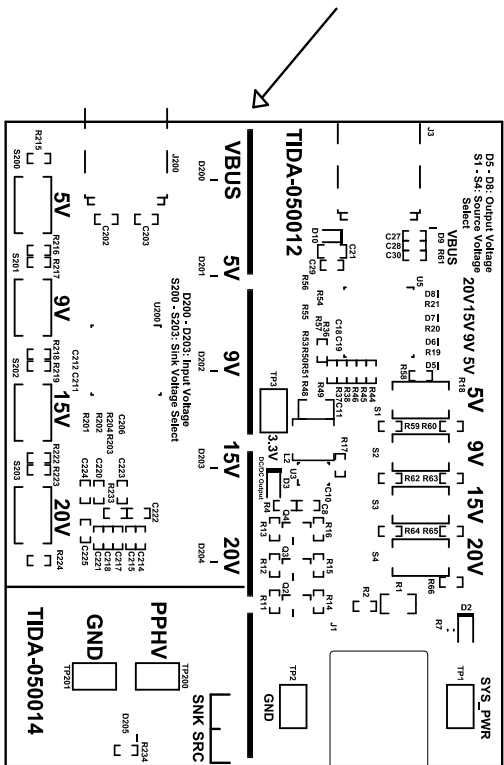 R215
S200
5V
R216
R217
S201
9V
R218
R219
S202
15V
R222
R223
S203
20V
R224
J200
C202
C203
U200
C212
C211
R201
R202
R204
R203
C206
C224
C220
R233
C223
C222
C225
C221
C218
C217
C215
C214
D200 - D203: Input Voltage
S200 - S203: Sink Voltage Select
VBUS
D200
5V
D201
9V
D202
15V
D203
20V
D204
TIDA-050014
GND
TP201
PPHV
TP200
SNK SRC
D205
R234
TIDA-050012
J3
D5 - D8: Output Voltage
S1 - S4: Source Voltage
Select
VBUS
D9
R61
C27
C28
C30
D10
C21
C29
U5
20V
15V
9V
5V
D8
R21
D7
R20
D6
R19
D5
R58
R18
R56
R54
R55
R57
R36
C18
C19
R53
R50
R51
R48
R49
R37
R38
R46
R45
R44
C11
TP3
3.3V
DC/DC Output
L2
U3
D3
R4
C10
C8
R17
S1
5V
R59
R60
S2
9V
R62
R63
S3
15V
R64
R65
S4
20V
R66
Q4
R13
R16
Q3
R12
R15
Q2
R11
R14
R2
R1
J1
D2
R7
TP2
GND
TP1
SYS_PWR